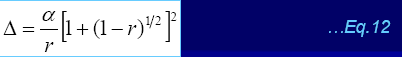 Δ = α/r [1 + (1 − r)^{1/2}]^2 ...Eq.12